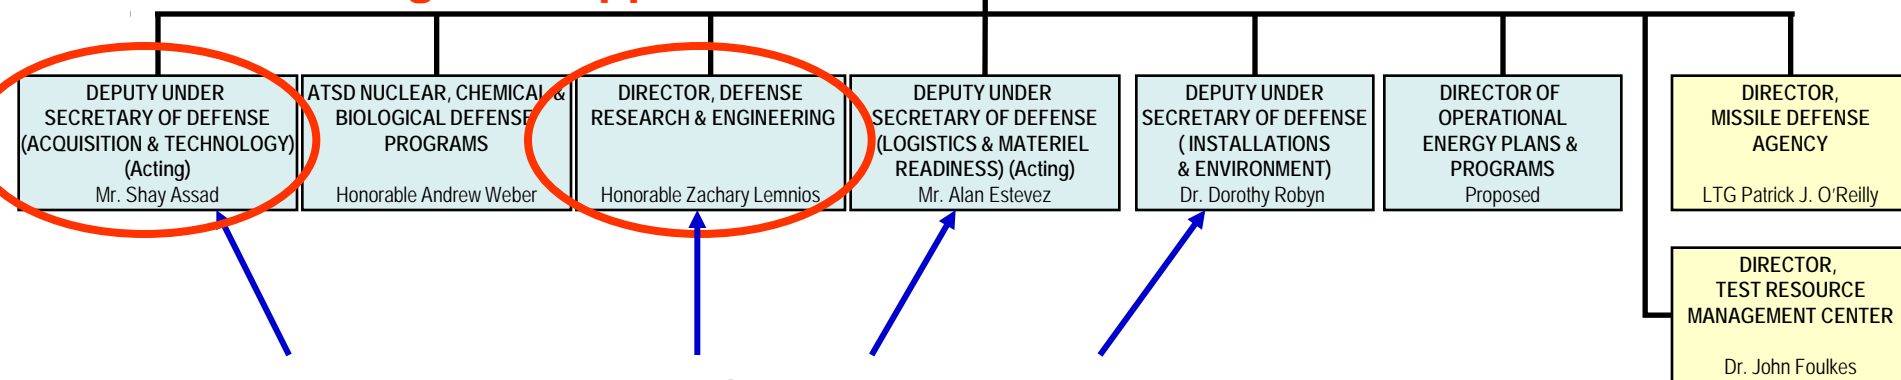 DEPUTY UNDER
SECRETARY OF DEFENSE
(ACQUISITION & TECHNOLOGY)
(Acting)
Mr. Shay Assad
ATSD NUCLEAR, CHEMICAL &
BIOLOGICAL DEFENSE
PROGRAMS
Honorable Andrew Weber
DIRECTOR, DEFENSE
RESEARCH & ENGINEERING
Honorable Zachary Lemnios
DEPUTY UNDER
SECRETARY OF DEFENSE
(LOGISTICS & MATERIEL
READINESS) (Acting)
Mr. Alan Estevez
DEPUTY UNDER
SECRETARY OF DEFENSE
( INSTALLATIONS
& ENVIRONMENT)
Dr. Dorothy Robyn
DIRECTOR OF
OPERATIONAL
ENERGY PLANS &
PROGRAMS
Proposed
DIRECTOR,
MISSILE DEFENSE
AGENCY
LTG Patrick J. O'Reilly
DIRECTOR,
TEST RESOURCE
MANAGEMENT CENTER
Dr. John Foulkes